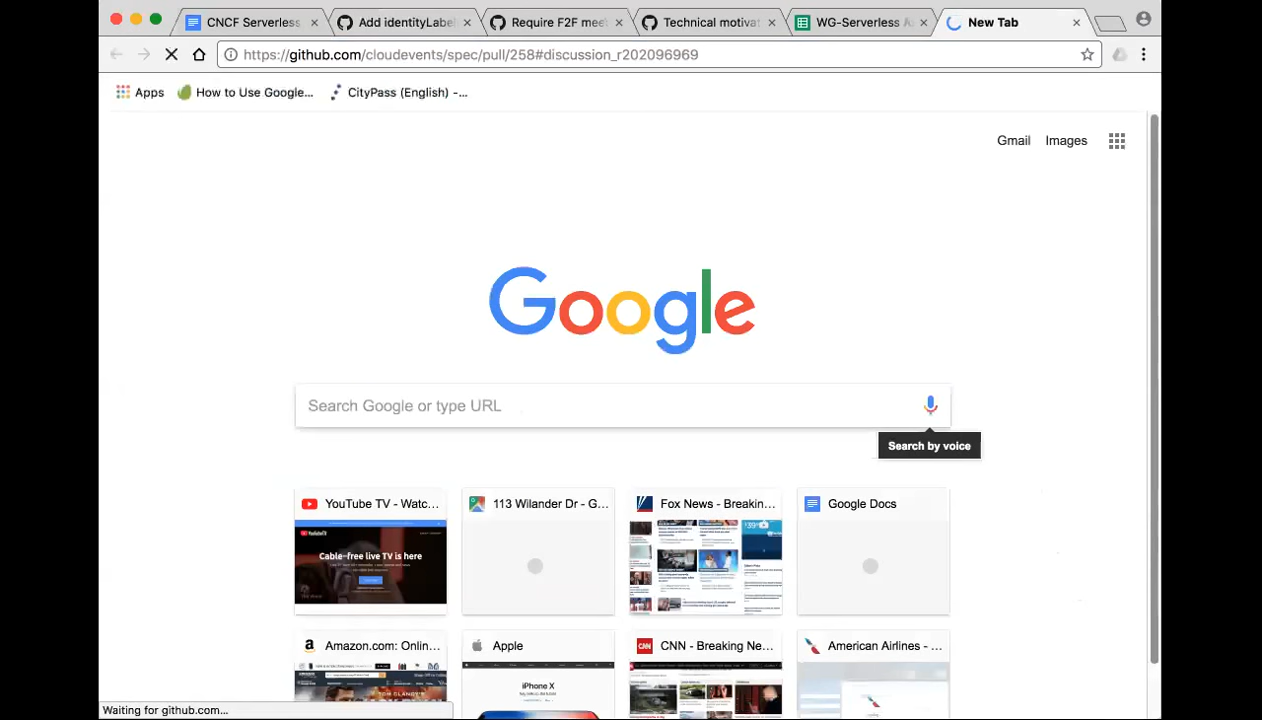 CNCF Serverless
Add identityLabel
Require F2F mee
Technical motivat
WG-Serverless A
New Tab
https://github.com/cloudevents/spec/pull/258#discussion_r202096969
Apps
How to Use Google...
CityPass (English) -...
Gmail
Images
Google
Search Google or type URL
Search by voice
YouTube TV - Watc...
113 Wilander Dr - G...
Fox News - Breakin...
Google Docs
Cable-free live TV is here
Amazon.com: Onlin...
Apple
CNN - Breaking Ne...
American Airlines - ...
iPhone X
TOM CLANCY'S
Waiting for github.com...